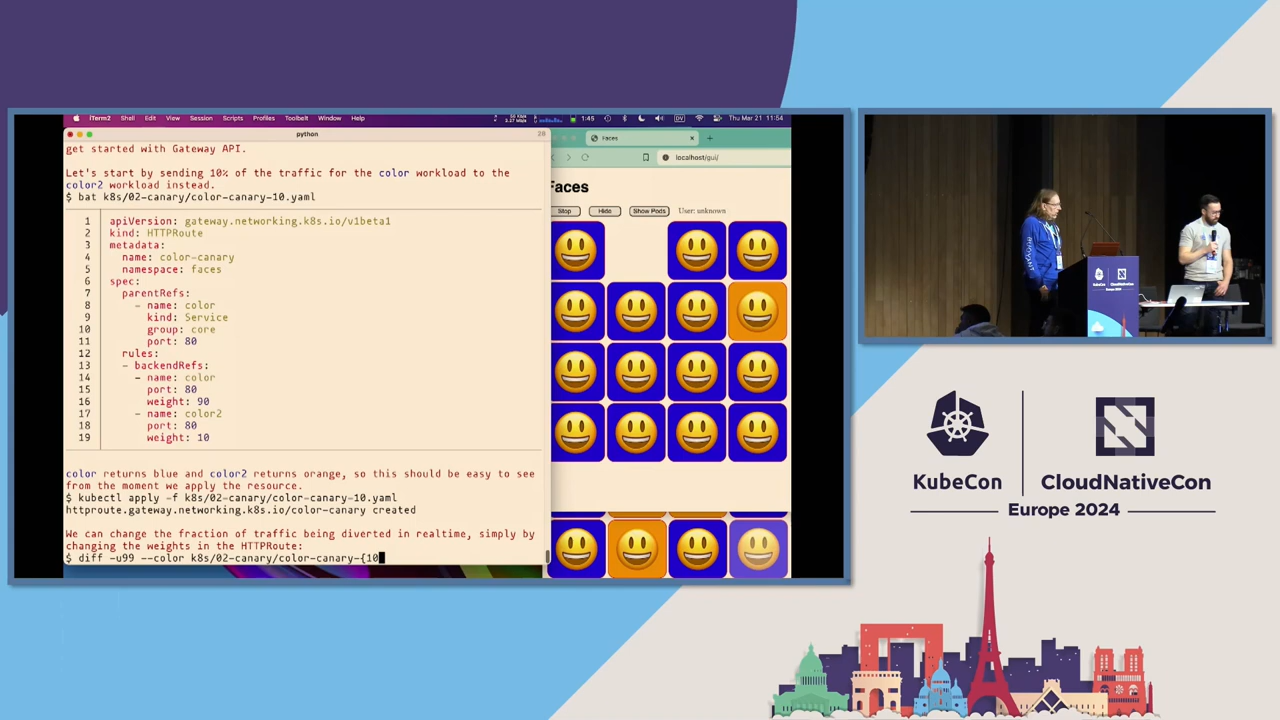 iTerm2 Shell Edit View Session Scripts Profiles Toolbelt Window Help
1:45
DV
Thu Mar 21 11:54
python
get started with Gateway API.
Let's start by sending 10% of the traffic for the color workload to the
color2 workload instead.
$ bat k8s/02-canary/color-canary-10.yaml
1 apiVersion: gateway.networking.k8s.io/v1beta1
2 kind: HTTPRoute
3 metadata:
4 name: color-canary
5 namespace: faces
6 spec:
7 parentRefs:
8 - name: color
9 kind: Service
10 group: core
11 port: 80
12 rules:
13 - backendRefs:
14 - name: color
15 port: 80
16 weight: 90
17 - name: color2
18 port: 80
19 weight: 10
color returns blue and color2 returns orange, so this should be easy to see
from the moment we apply the resource.
$ kubectl apply -f k8s/02-canary/color-canary-10.yaml
httproute.gateway.networking.k8s.io/color-canary created
We can change the fraction of traffic being diverted in realtime, simply by
changing the weights in the HTTPRoute:
$ diff -u99 --color k8s/02-canary/color-canary-{10
Faces
localhost/gui/
Faces
Stop Hide Show Pods User: unknown
KubeCon CloudNativeCon
Europe 2024